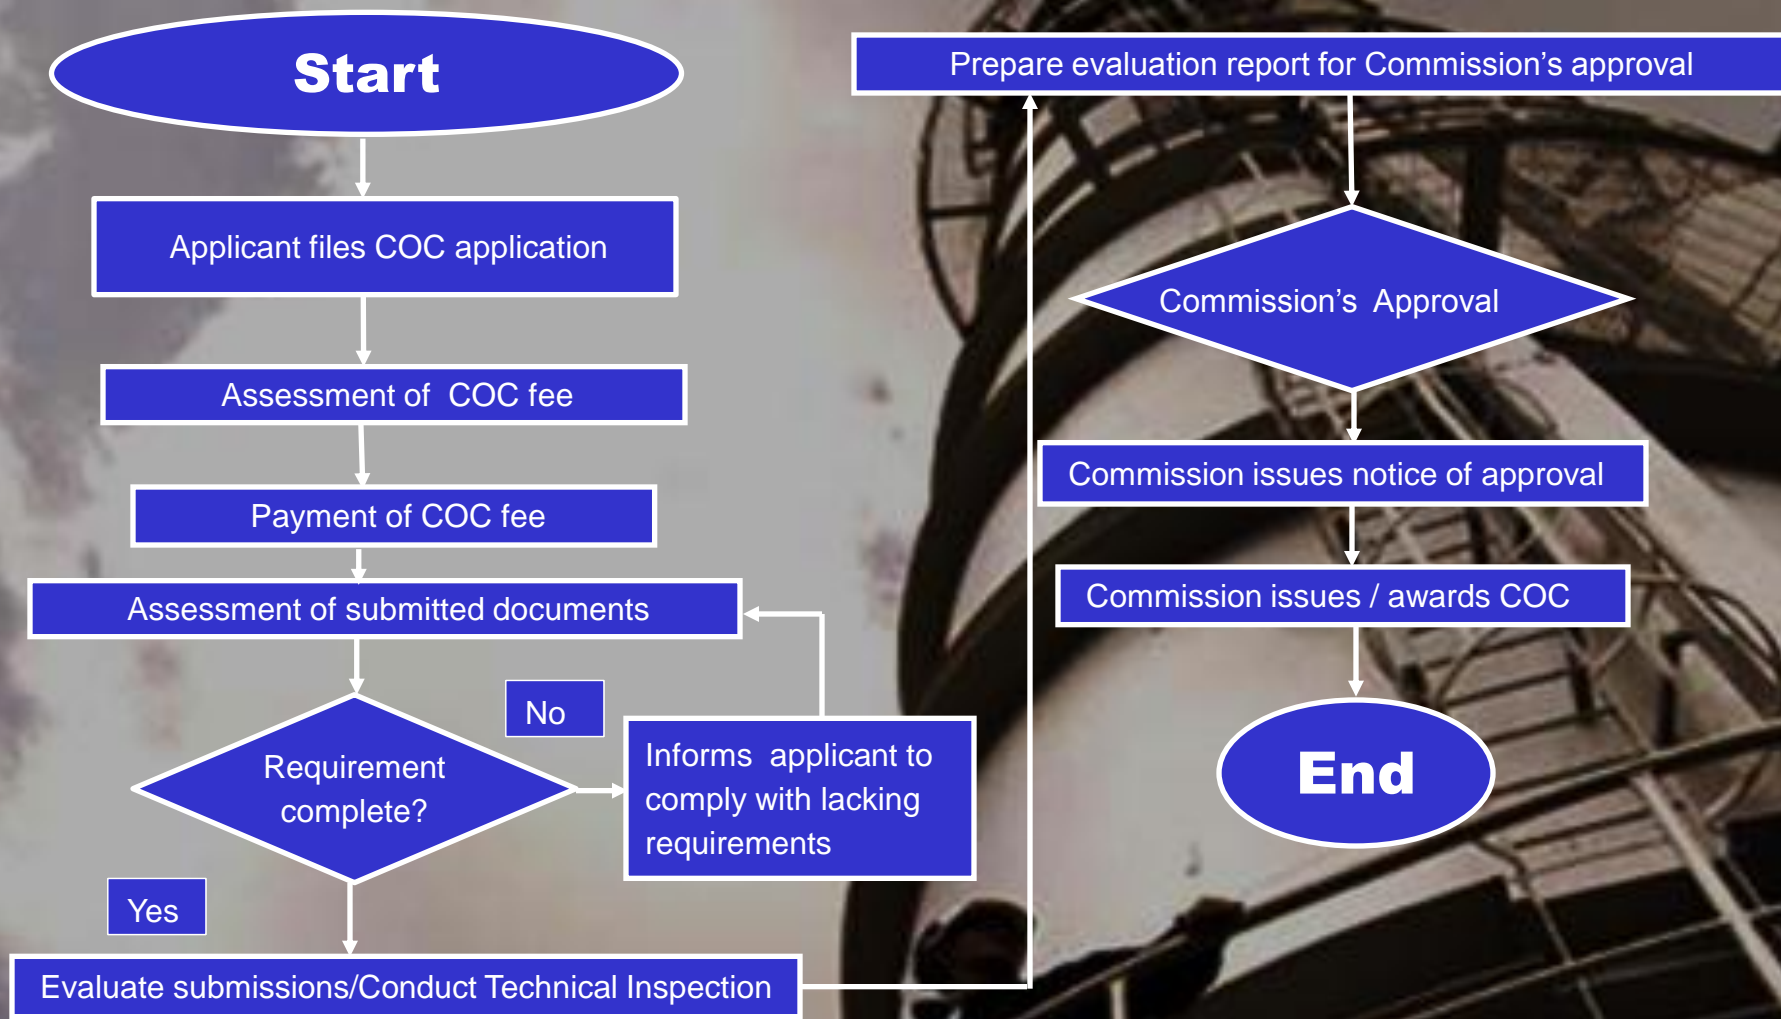 Start
Applicant files COC application
Assessment of COC fee
Payment of COC fee
Assessment of submitted documents
Requirement
complete?
No
Informs applicant to
comply with lacking
requirements
Yes
Evaluate submissions/Conduct Technical Inspection
Prepare evaluation report for Commission's approval
Commission's Approval
Commission issues notice of approval
Commission issues / awards COC
End